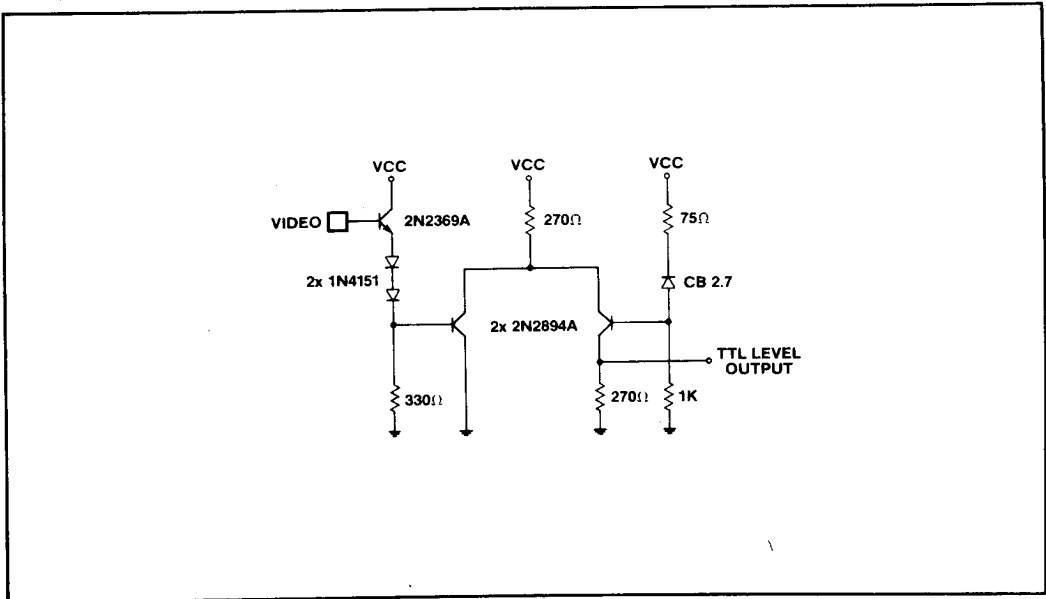 VCC
VCC
VCC
VIDEO
2N2369A
270Ω
75Ω
2x 1N4151
CB 2.7
2x 2N2894A
TTL LEVEL
OUTPUT
330Ω
270Ω
1K